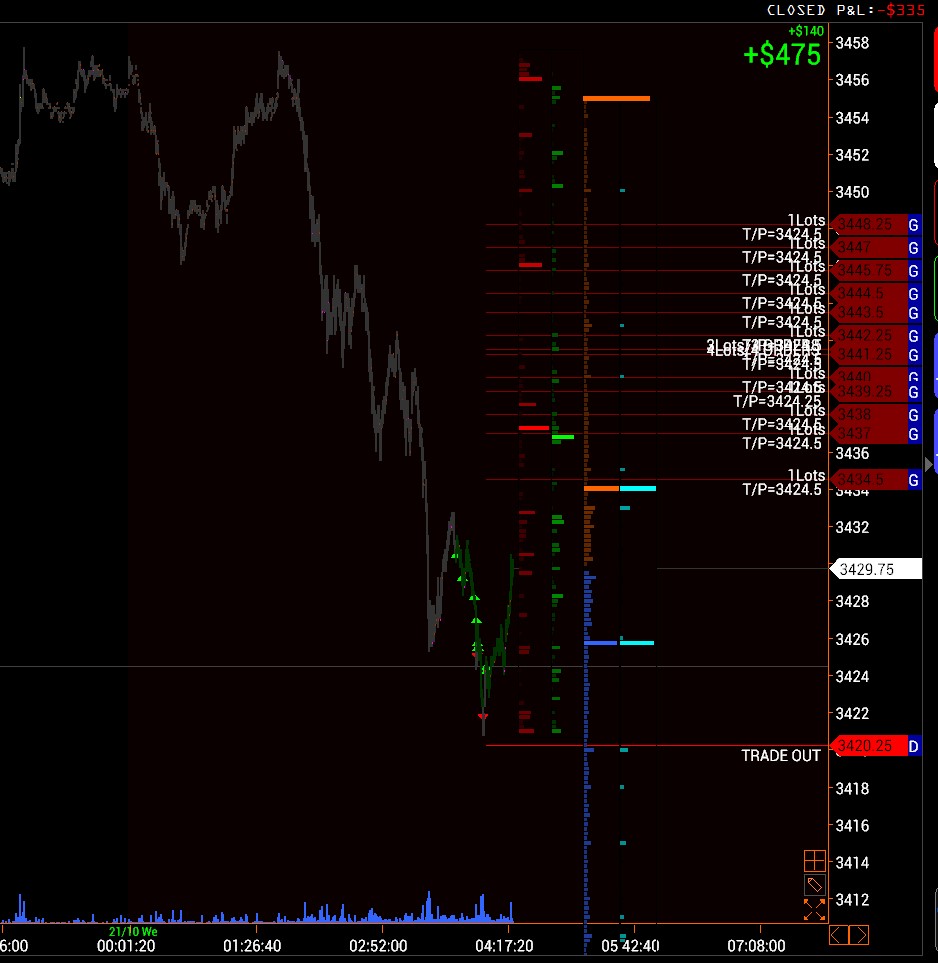 CLOSED P&L:-$335
+$140
+$475
3458
3456
3454
3452
3450
1Lots
3448.25 G
T/P=3424.5
1Lots
3447 G
T/P=3424.5
1Lots
3445.75 G
T/P=3424.5
1Lots
3444.5 G
T/P=3424.5
1Lots
3443.5 G
T/P=3424.5
1Lots
3442.25 G
3441.25 G
T/P=3424.5
1Lots
3440 G
T/P=3424.5
3439.25 G
T/P=3424.25
1Lots
3438 G
T/P=3424.5
1Lots
3437 G
T/P=3424.5
3436
1Lots
3434.5 G
T/P=3424.5
3434
3432
3429.75
3428
3426
3424
3422
3420.25 D
TRADE OUT
3418
3416
3414
3412
21/10 We
6:00 00:01:20 01:26:40 02:52:00 04:17:20 05 42:40 07:08:00